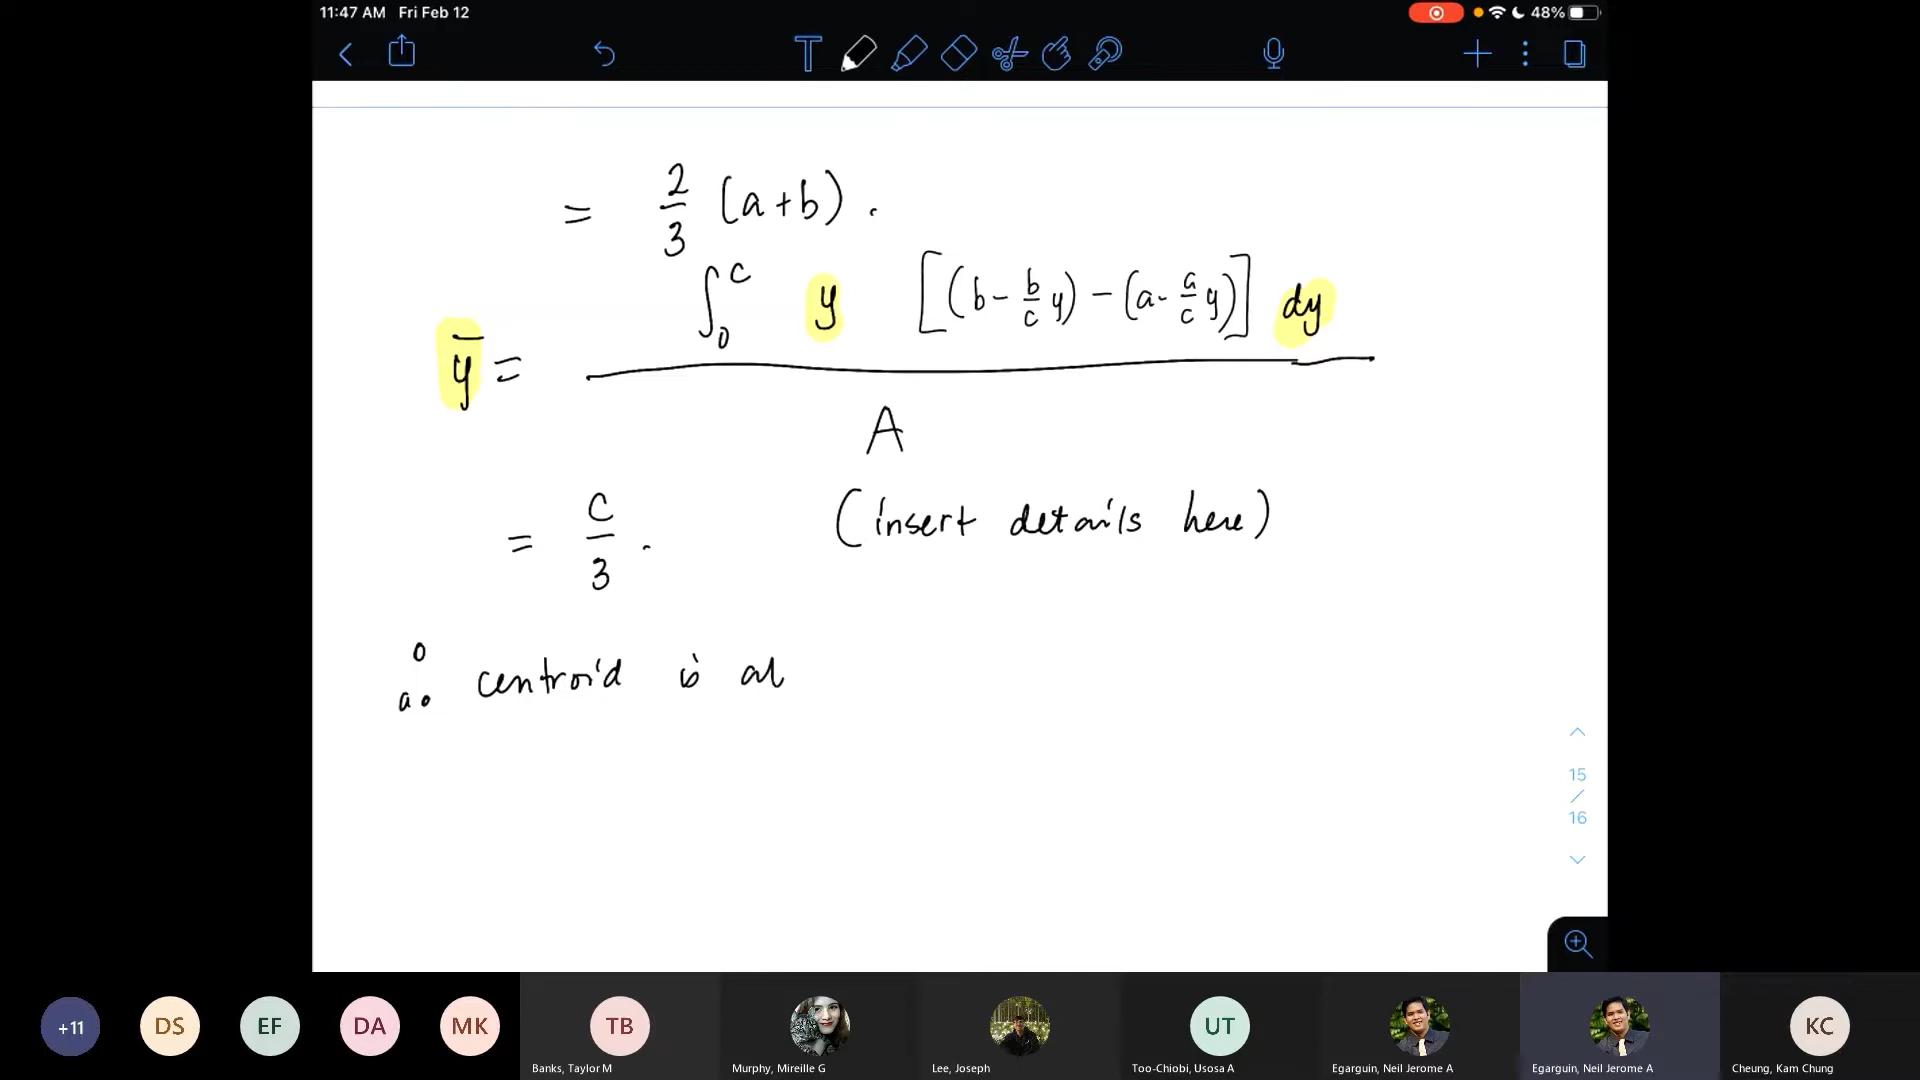 11:47 AM Fri Feb 12
48%
T
= 2/3 (a+b).
ȳ = ∫₀ᶜ y [(b - b/c y) - (a - a/c y)] dy / A
= c/3. (insert details here)
centroid is at
15
/
16
+11 DS EF DA MK TB UT KC
Banks, Taylor M Murphy, Mireille G Lee, Joseph Too-Chiobi, Usosa A Egarguin, Neil Jerome A Egarguin, Neil Jerome A Cheung, Kam Chung